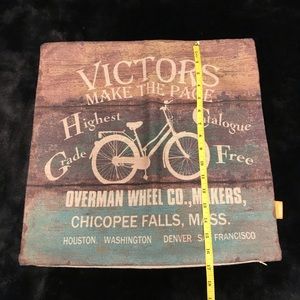 VICTORS
MAKE THE PACE
Highest Catalogue
Grade Free
OVERMAN WHEEL CO., MAKERS,
CHICOPEE FALLS, MASS.
HOUSTON WASHINGTON DENVER SAN FRANCISCO